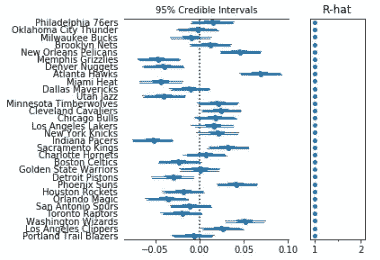 95% Credible Intervals
R-hat
Philadelphia 76ers
Oklahoma City Thunder
Milwaukee Bucks
Brooklyn Nets
New Orleans Pelicans
Memphis Grizzlies
Denver Nuggets
Atlanta Hawks
Miami Heat
Dallas Mavericks
Utah Jazz
Minnesota Timberwolves
Cleveland Cavaliers
Chicago Bulls
Los Angeles Lakers
New York Knicks
Indiana Pacers
Sacramento Kings
Charlotte Hornets
Boston Celtics
Golden State Warriors
Detroit Pistons
Phoenix Suns
Houston Rockets
Orlando Magic
San Antonio Spurs
Toronto Raptors
Washington Wizards
Los Angeles Clippers
Portland Trail Blazers
−0.05 0.00 0.05 0.10
1 2